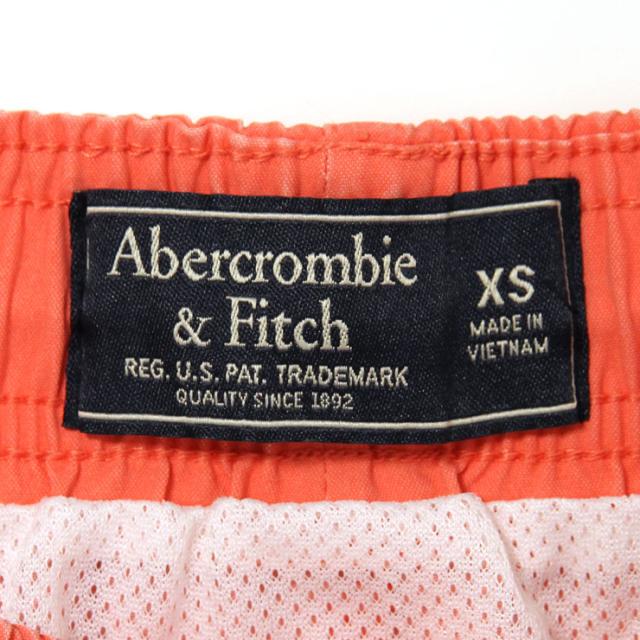 Abercrombie
& Fitch
REG. U.S. PAT. TRADEMARK
QUALITY SINCE 1892
XS
MADE IN
VIETNAM